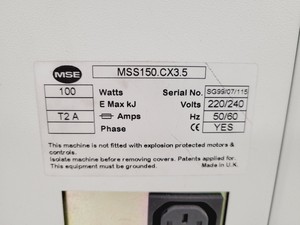 MSE
MSS150.CX3.5
100 Watts Serial No. SG99/07/115
E Max kJ Volts 220/240
T2 A Amps Hz 50/60
Phase CE YES
This machine is not fitted with explosion protected motors &
controls.
Isolate machine before removing covers. Patents applied for.
This equipment must be grounded. Made in U.K.